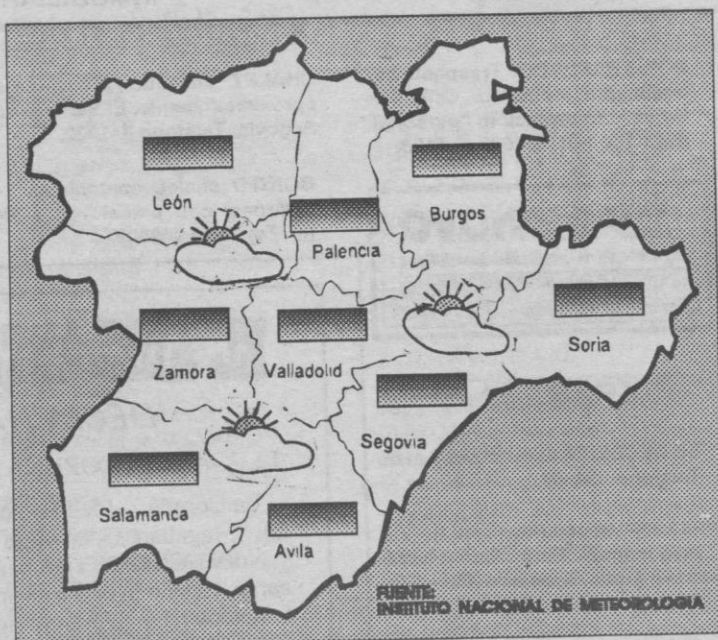 León
Burgos
Palencia
Soria
Zamora
Valladolid
Segovia
Salamanca
Avila
FUENTE:
INSTITUTO NACIONAL DE METEOROLOGIA